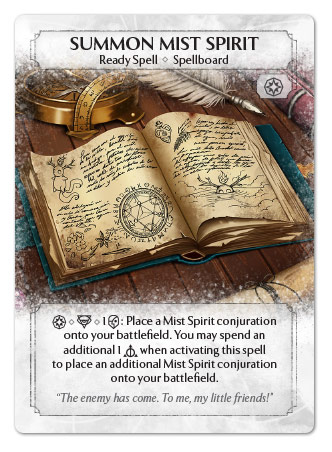 SUMMON MIST SPIRIT
Ready Spell ⬦ Spellboard
⬦ ⬦ 1 : Place a Mist Spirit conjuration
onto your battlefield. You may spend an
additional 1 when activating this spell
to place an additional Mist Spirit conjuration
onto your battlefield.
"The enemy has come. To me, my little friends!"